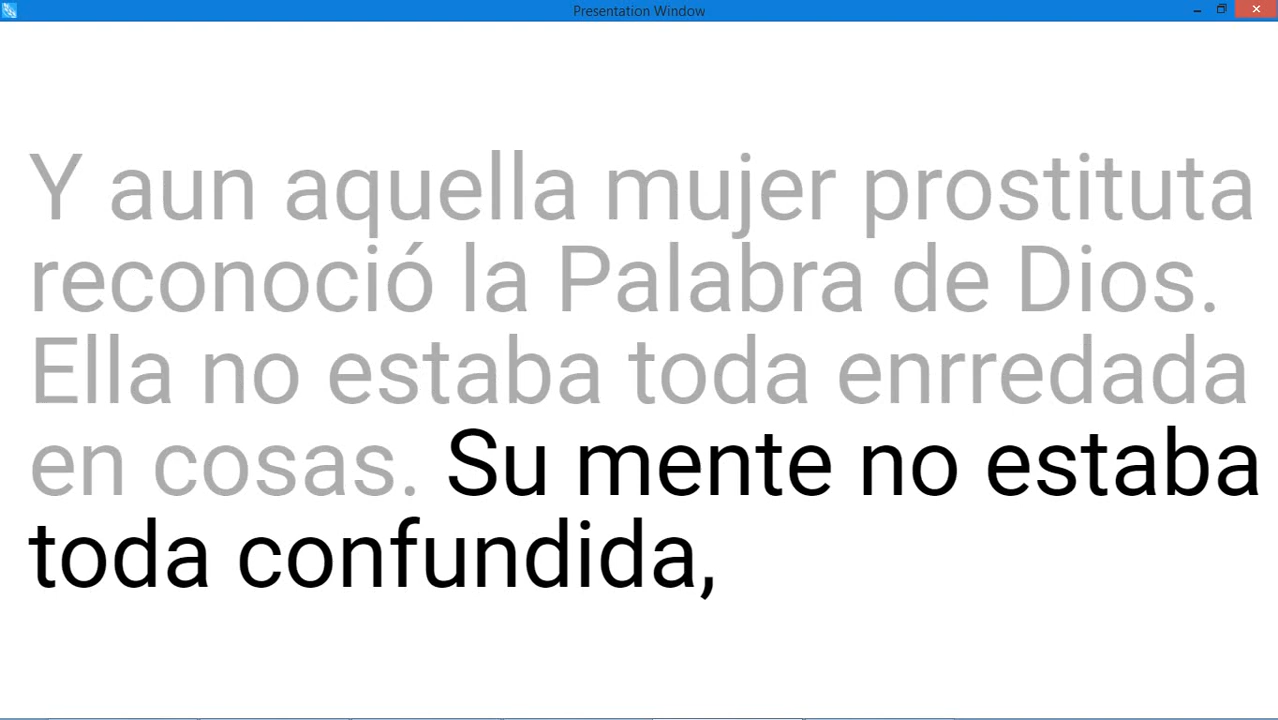 Presentation Window
Y aun aquella mujer prostituta
reconoció la Palabra de Dios.
Ella no estaba toda enrredada
en cosas. Su mente no estaba
toda confundida,